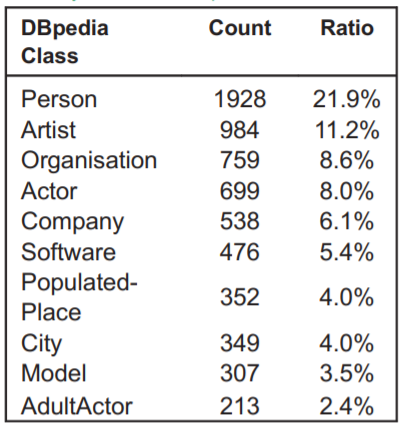 DBpedia Class Count Ratio
Person 1928 21.9%
Artist 984 11.2%
Organisation 759 8.6%
Actor 699 8.0%
Company 538 6.1%
Software 476 5.4%
Populated-
Place 352 4.0%
City 349 4.0%
Model 307 3.5%
AdultActor 213 2.4%